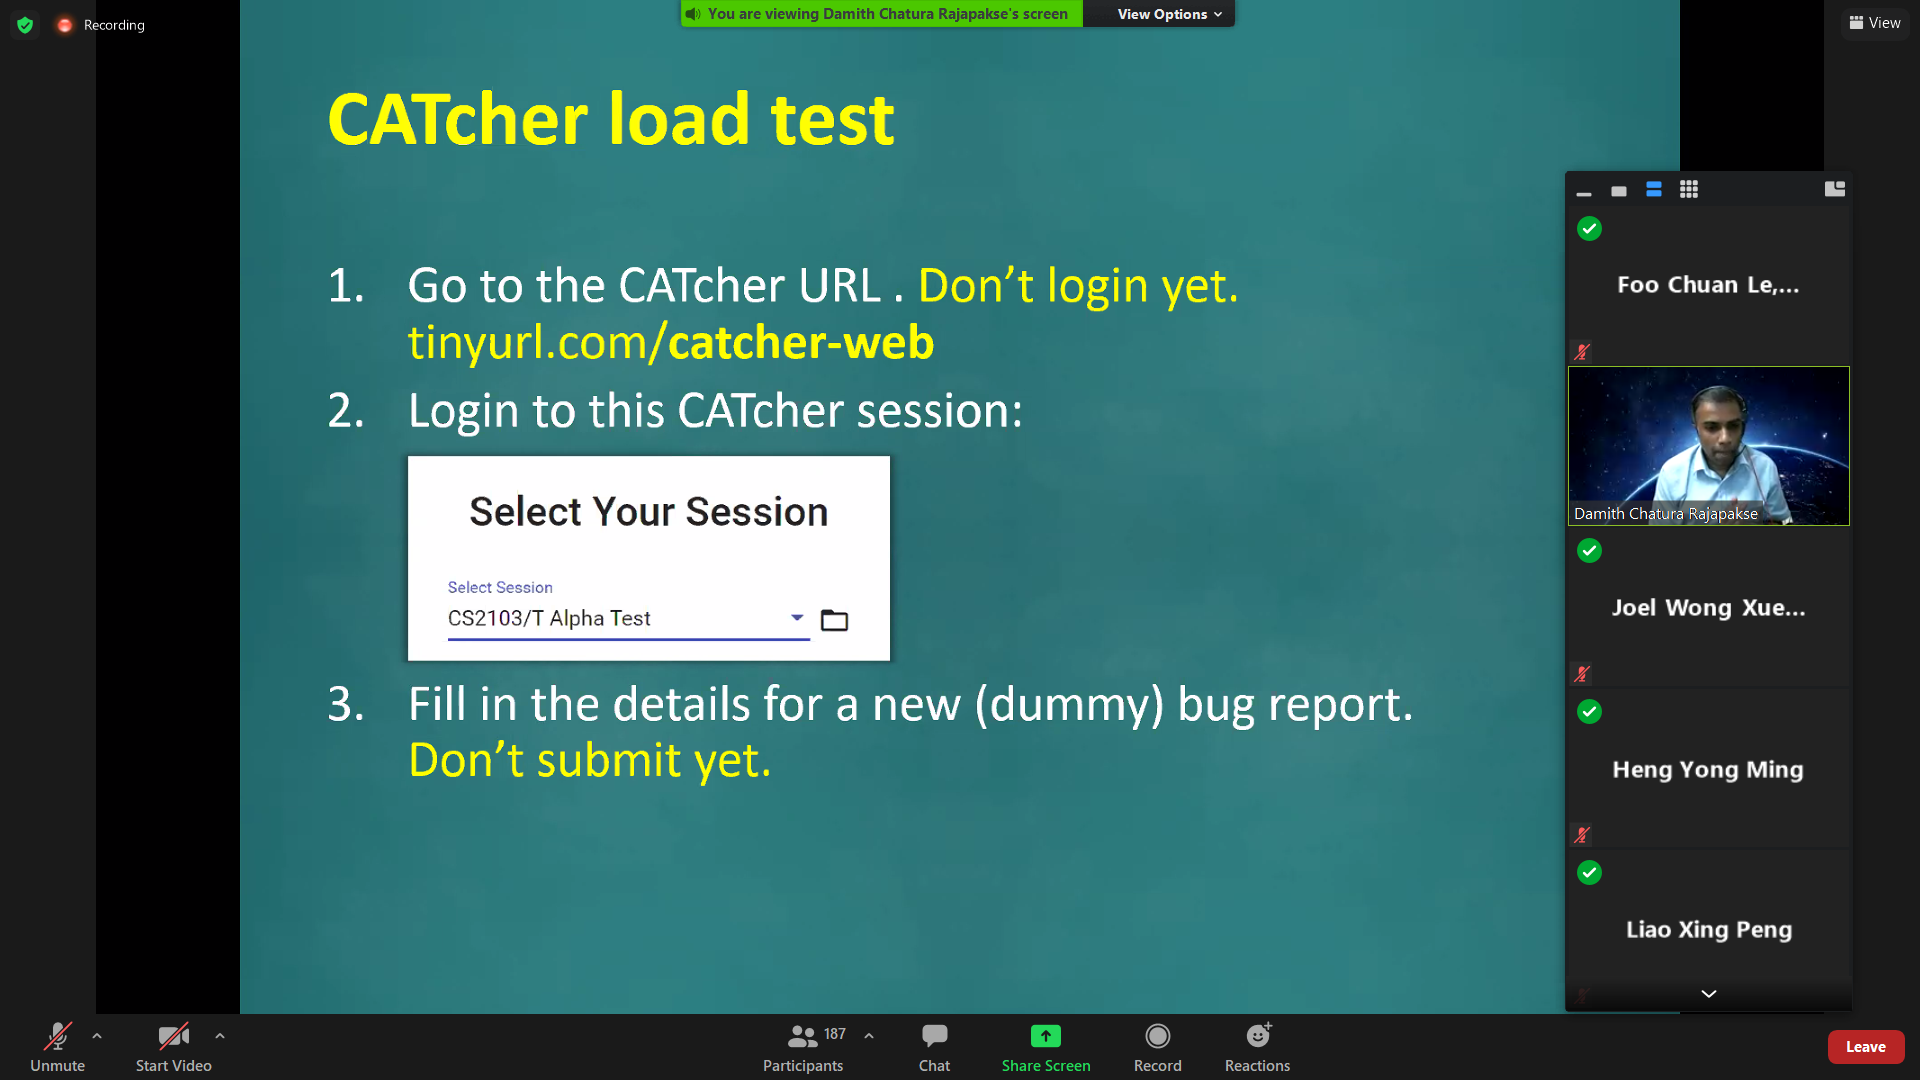 Recording
You are viewing Damith Chatura Rajapakse's screen
View Options
View
CATcher load test
1. Go to the CATcher URL . Don't login yet.
tinyurl.com/catcher-web
2. Login to this CATcher session:
Select Your Session
Select Session
CS2103/T Alpha Test
3. Fill in the details for a new (dummy) bug report.
Don't submit yet.
Foo Chuan Le,...
Damith Chatura Rajapakse
Joel Wong Xue...
Heng Yong Ming
Liao Xing Peng
Unmute
Start Video
187
Participants
Chat
Share Screen
Record
Reactions
Leave